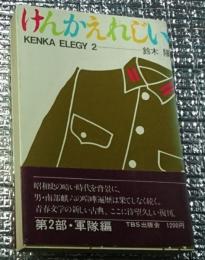 けんかえれじい
KENKA ELEGY 2
鈴木 隆
昭和史の暗い時代を背景に、
男・南部麒六の喧嘩遍歴は果てしなく続く。
青春文学の新しい古典、ここに待望久しい復刊。
第2部・軍隊編
TBS出版会 1200円